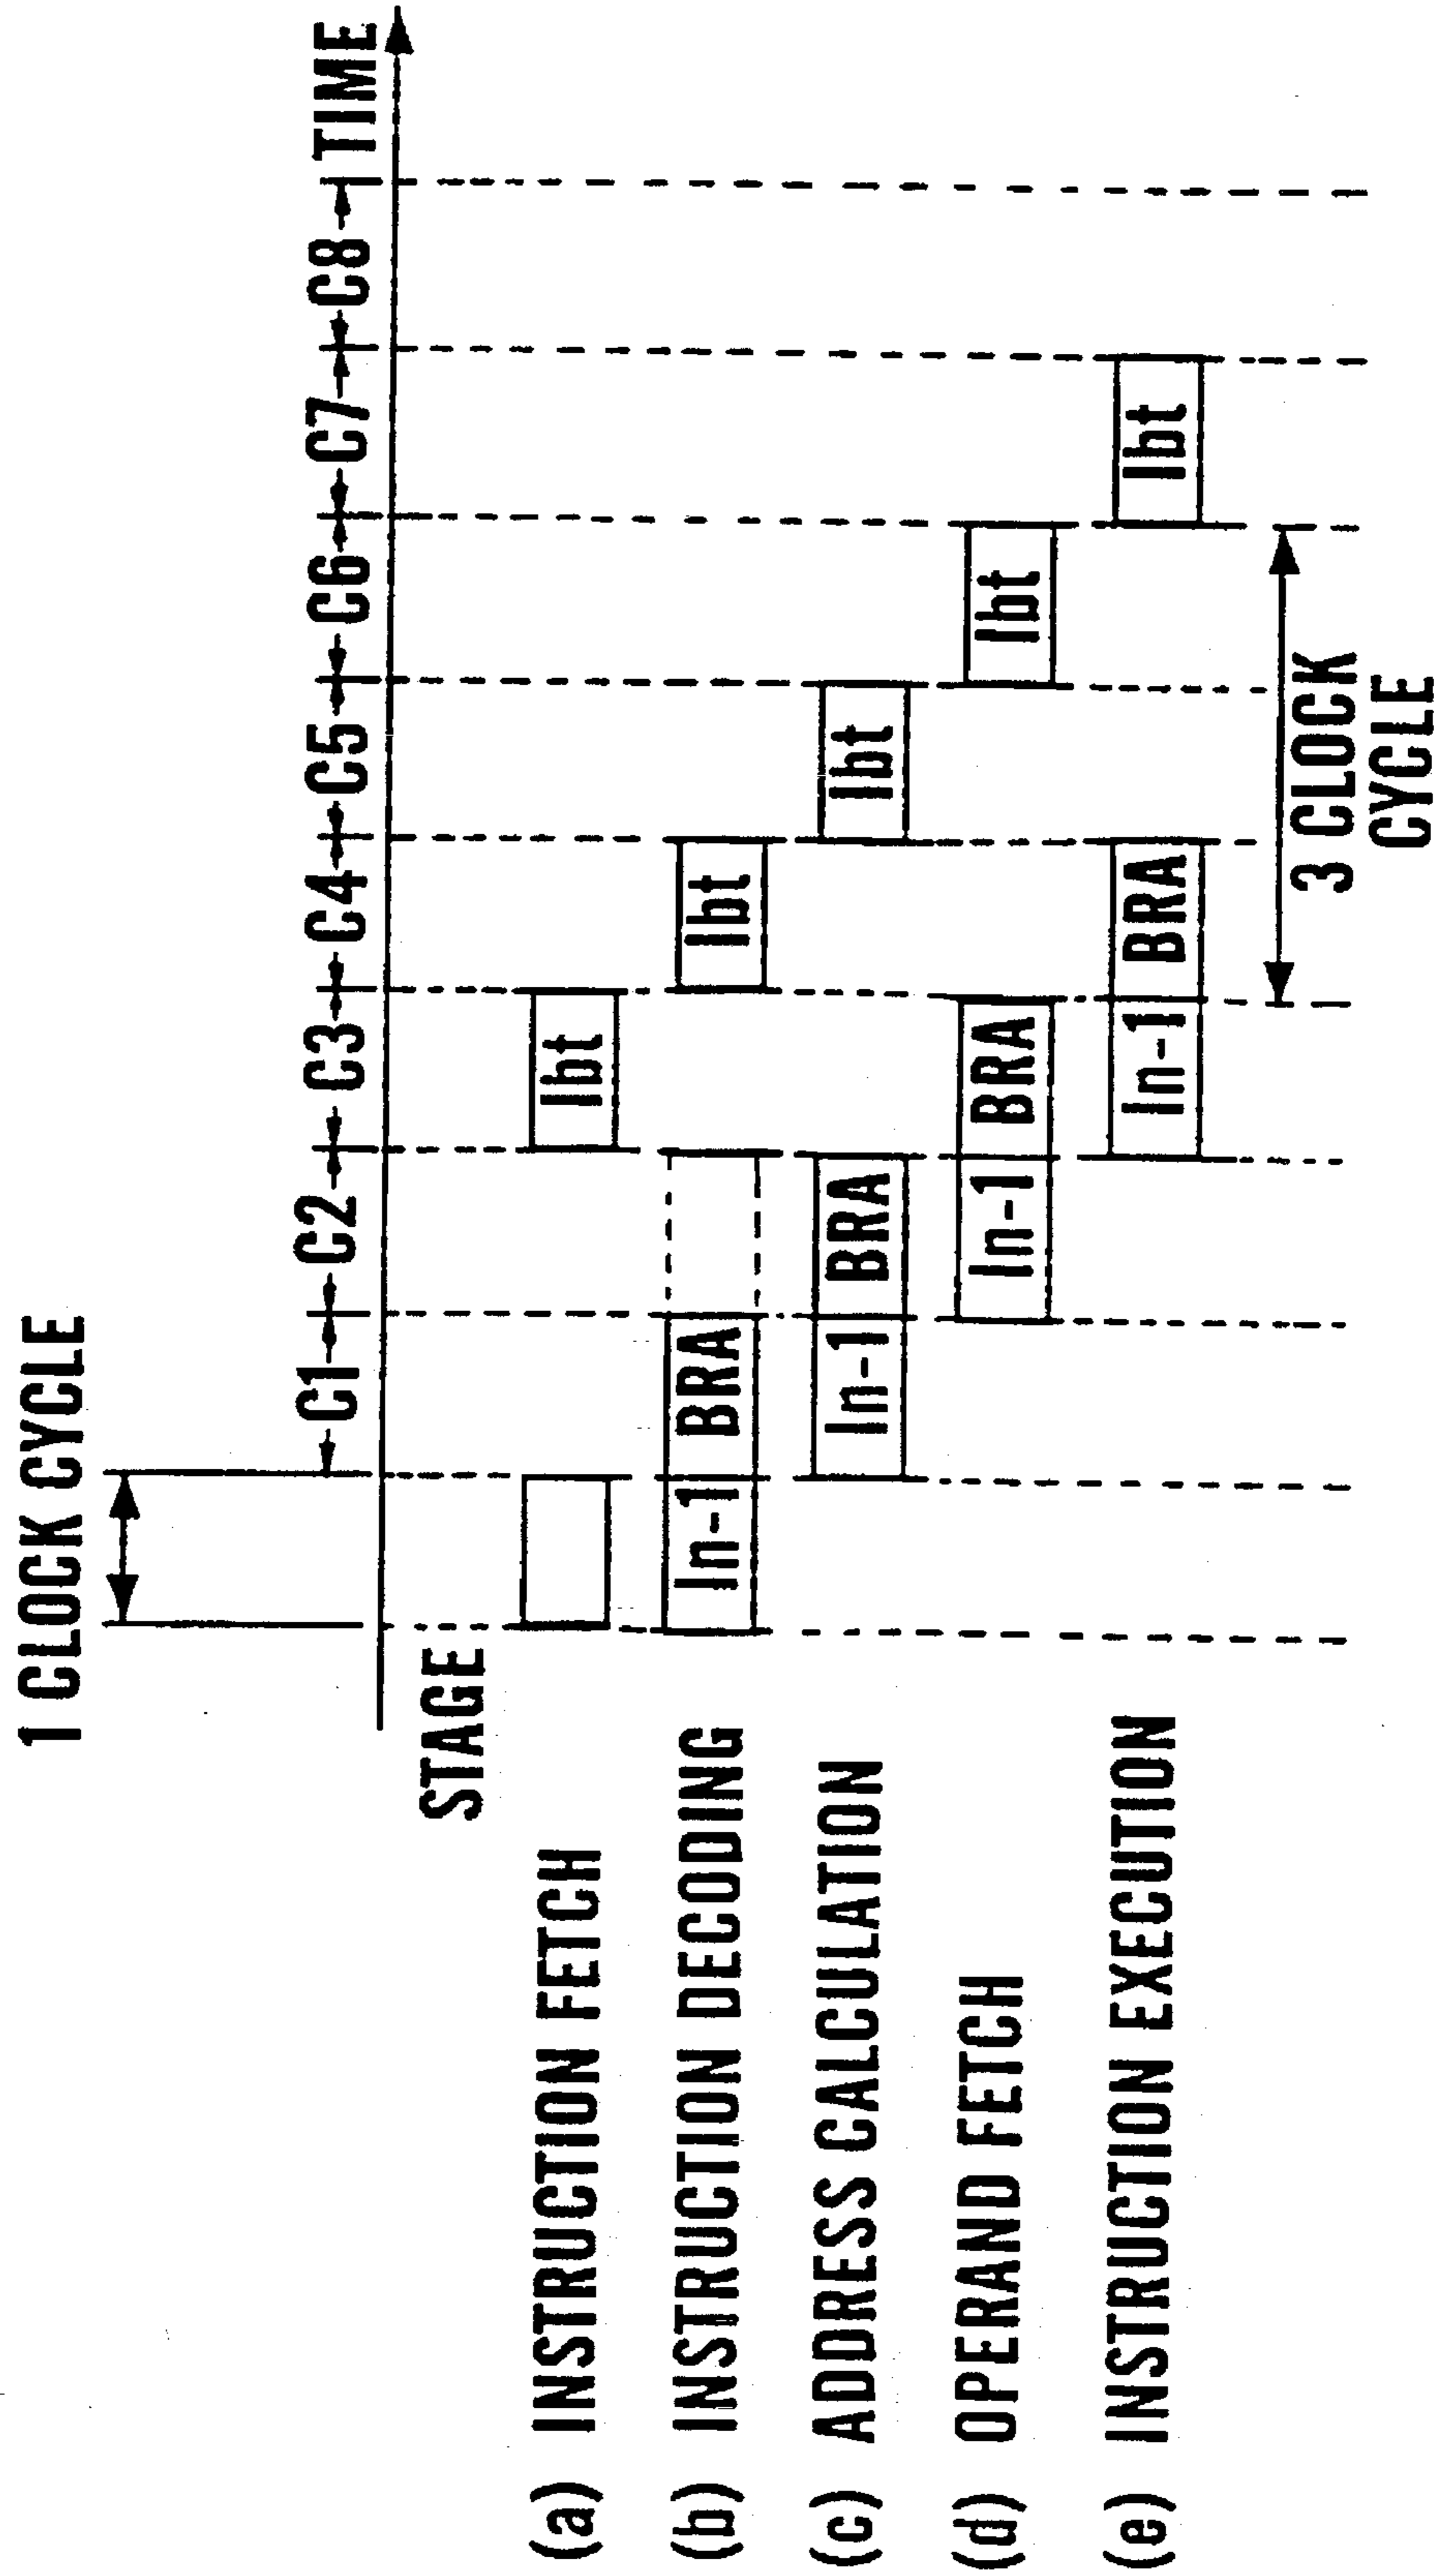 1 CLOCK CYCLE
C1 C2 C3 C4 C5 C6 C7 C8 TIME
STAGE
(a) INSTRUCTION FETCH Ibt
(b) INSTRUCTION DECODING In-1 BRA Ibt
(c) ADDRESS CALCULATION In-1 BRA Ibt
(d) OPERAND FETCH In-1 BRA Ibt
(e) INSTRUCTION EXECUTION In-1 BRA Ibt
3 CLOCK
CYCLE